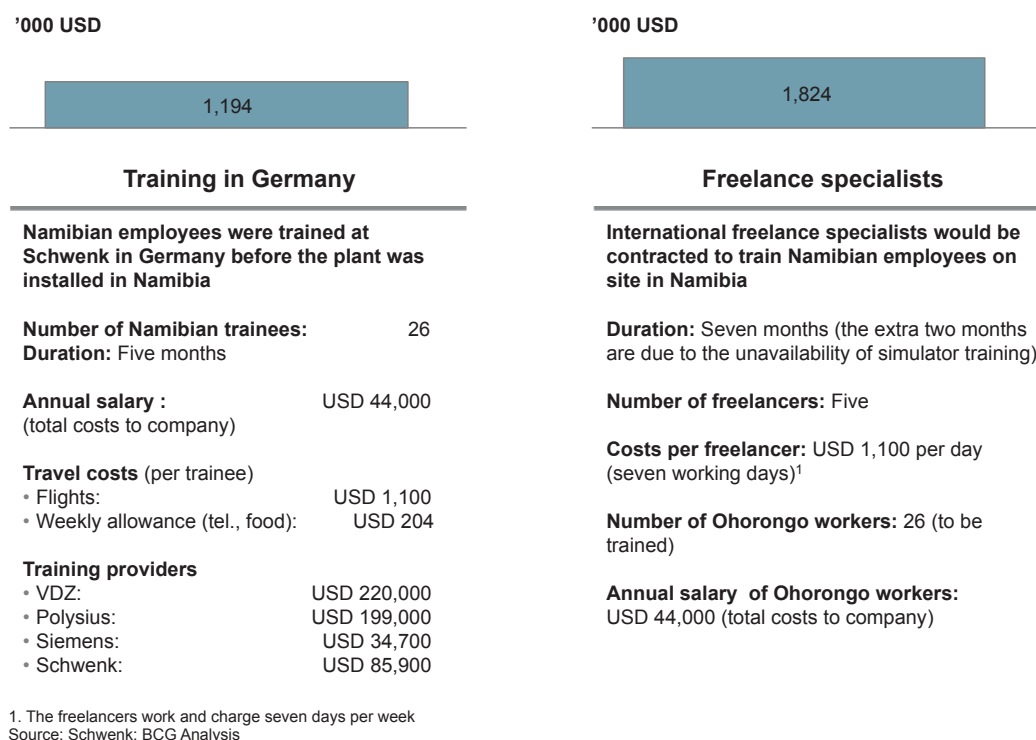 ’000 USD
1,194
Training in Germany
Namibian employees were trained at
Schwenk in Germany before the plant was
installed in Namibia
Number of Namibian trainees: 26
Duration: Five months
Annual salary : USD 44,000
(total costs to company)
Travel costs (per trainee)
• Flights: USD 1,100
• Weekly allowance (tel., food): USD 204
Training providers
• VDZ: USD 220,000
• Polysius: USD 199,000
• Siemens: USD 34,700
• Schwenk: USD 85,900
’000 USD
1,824
Freelance specialists
International freelance specialists would be
contracted to train Namibian employees on
site in Namibia
Duration: Seven months (the extra two months
are due to the unavailability of simulator training)
Number of freelancers: Five
Costs per freelancer: USD 1,100 per day
(seven working days)1
Number of Ohorongo workers: 26 (to be
trained)
Annual salary of Ohorongo workers:
USD 44,000 (total costs to company)
1. The freelancers work and charge seven days per week
Source: Schwenk; BCG Analysis